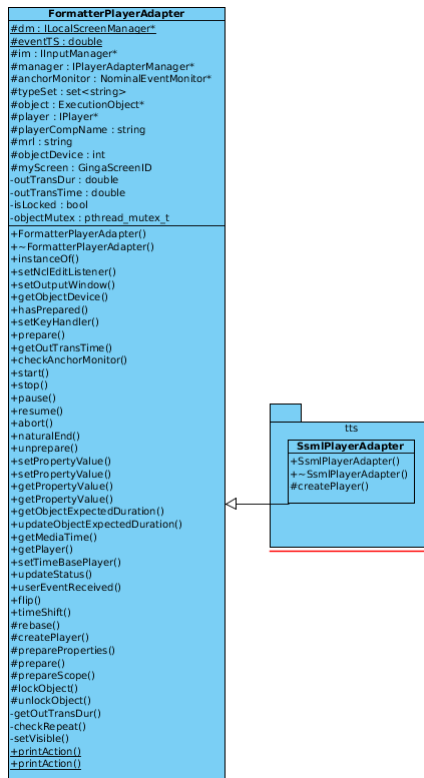 FormatterPlayerAdapter
#dm : ILocalScreenManager*
#eventTS : double
#im : IInputManager*
#manager : IPlayerAdapterManager*
#anchorMonitor : NominalEventMonitor*
#typeSet : set<string>
#object : ExecutionObject*
#player : IPlayer*
#playerCompName : string
#mrl : string
#objectDevice : int
#myScreen : GingaScreenID
-outTransDur : double
-outTransTime : double
-isLocked : bool
-objectMutex : pthread_mutex_t
+FormatterPlayerAdapter()
+~FormatterPlayerAdapter()
+instanceOf()
+setNclEditListener()
+setOutputWindow()
+getObjectDevice()
+hasPrepared()
+setKeyHandler()
+prepare()
+getOutTransTime()
+checkAnchorMonitor()
+start()
+stop()
+pause()
+resume()
+abort()
+naturalEnd()
+unprepare()
+setPropertyValue()
+setPropertyValue()
+getPropertyValue()
+getPropertyValue()
+getObjectExpectedDuration()
+updateObjectExpectedDuration()
+getMediaTime()
+getPlayer()
+setTimeBasePlayer()
+updateStatus()
+userEventReceived()
+flip()
+timeShift()
#rebase()
#createPlayer()
#prepareProperties()
#prepare()
#prepareScope()
#lockObject()
#unlockObject()
-getOutTransDur()
-checkRepeat()
-setVisible()
+printAction()
+printAction()
tts
SsmlPlayerAdapter
+SsmlPlayerAdapter()
+~SsmlPlayerAdapter()
#createPlayer()